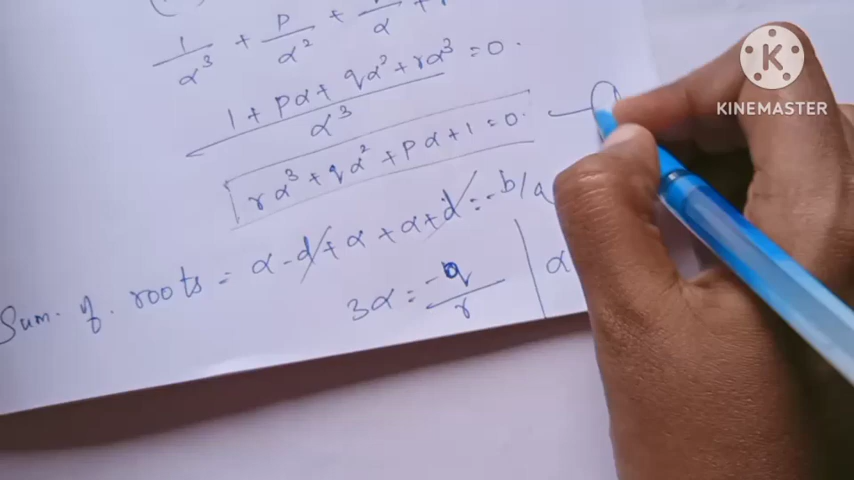 1/α³ + p/α² + /α +
1 + pα + qα² + rα³ = 0.
α³
rα³ + qα² + pα + 1 = 0.
Sum. of. roots = α - d + α + α + d = -b/a
3α = -q/r
α
KINEMASTER